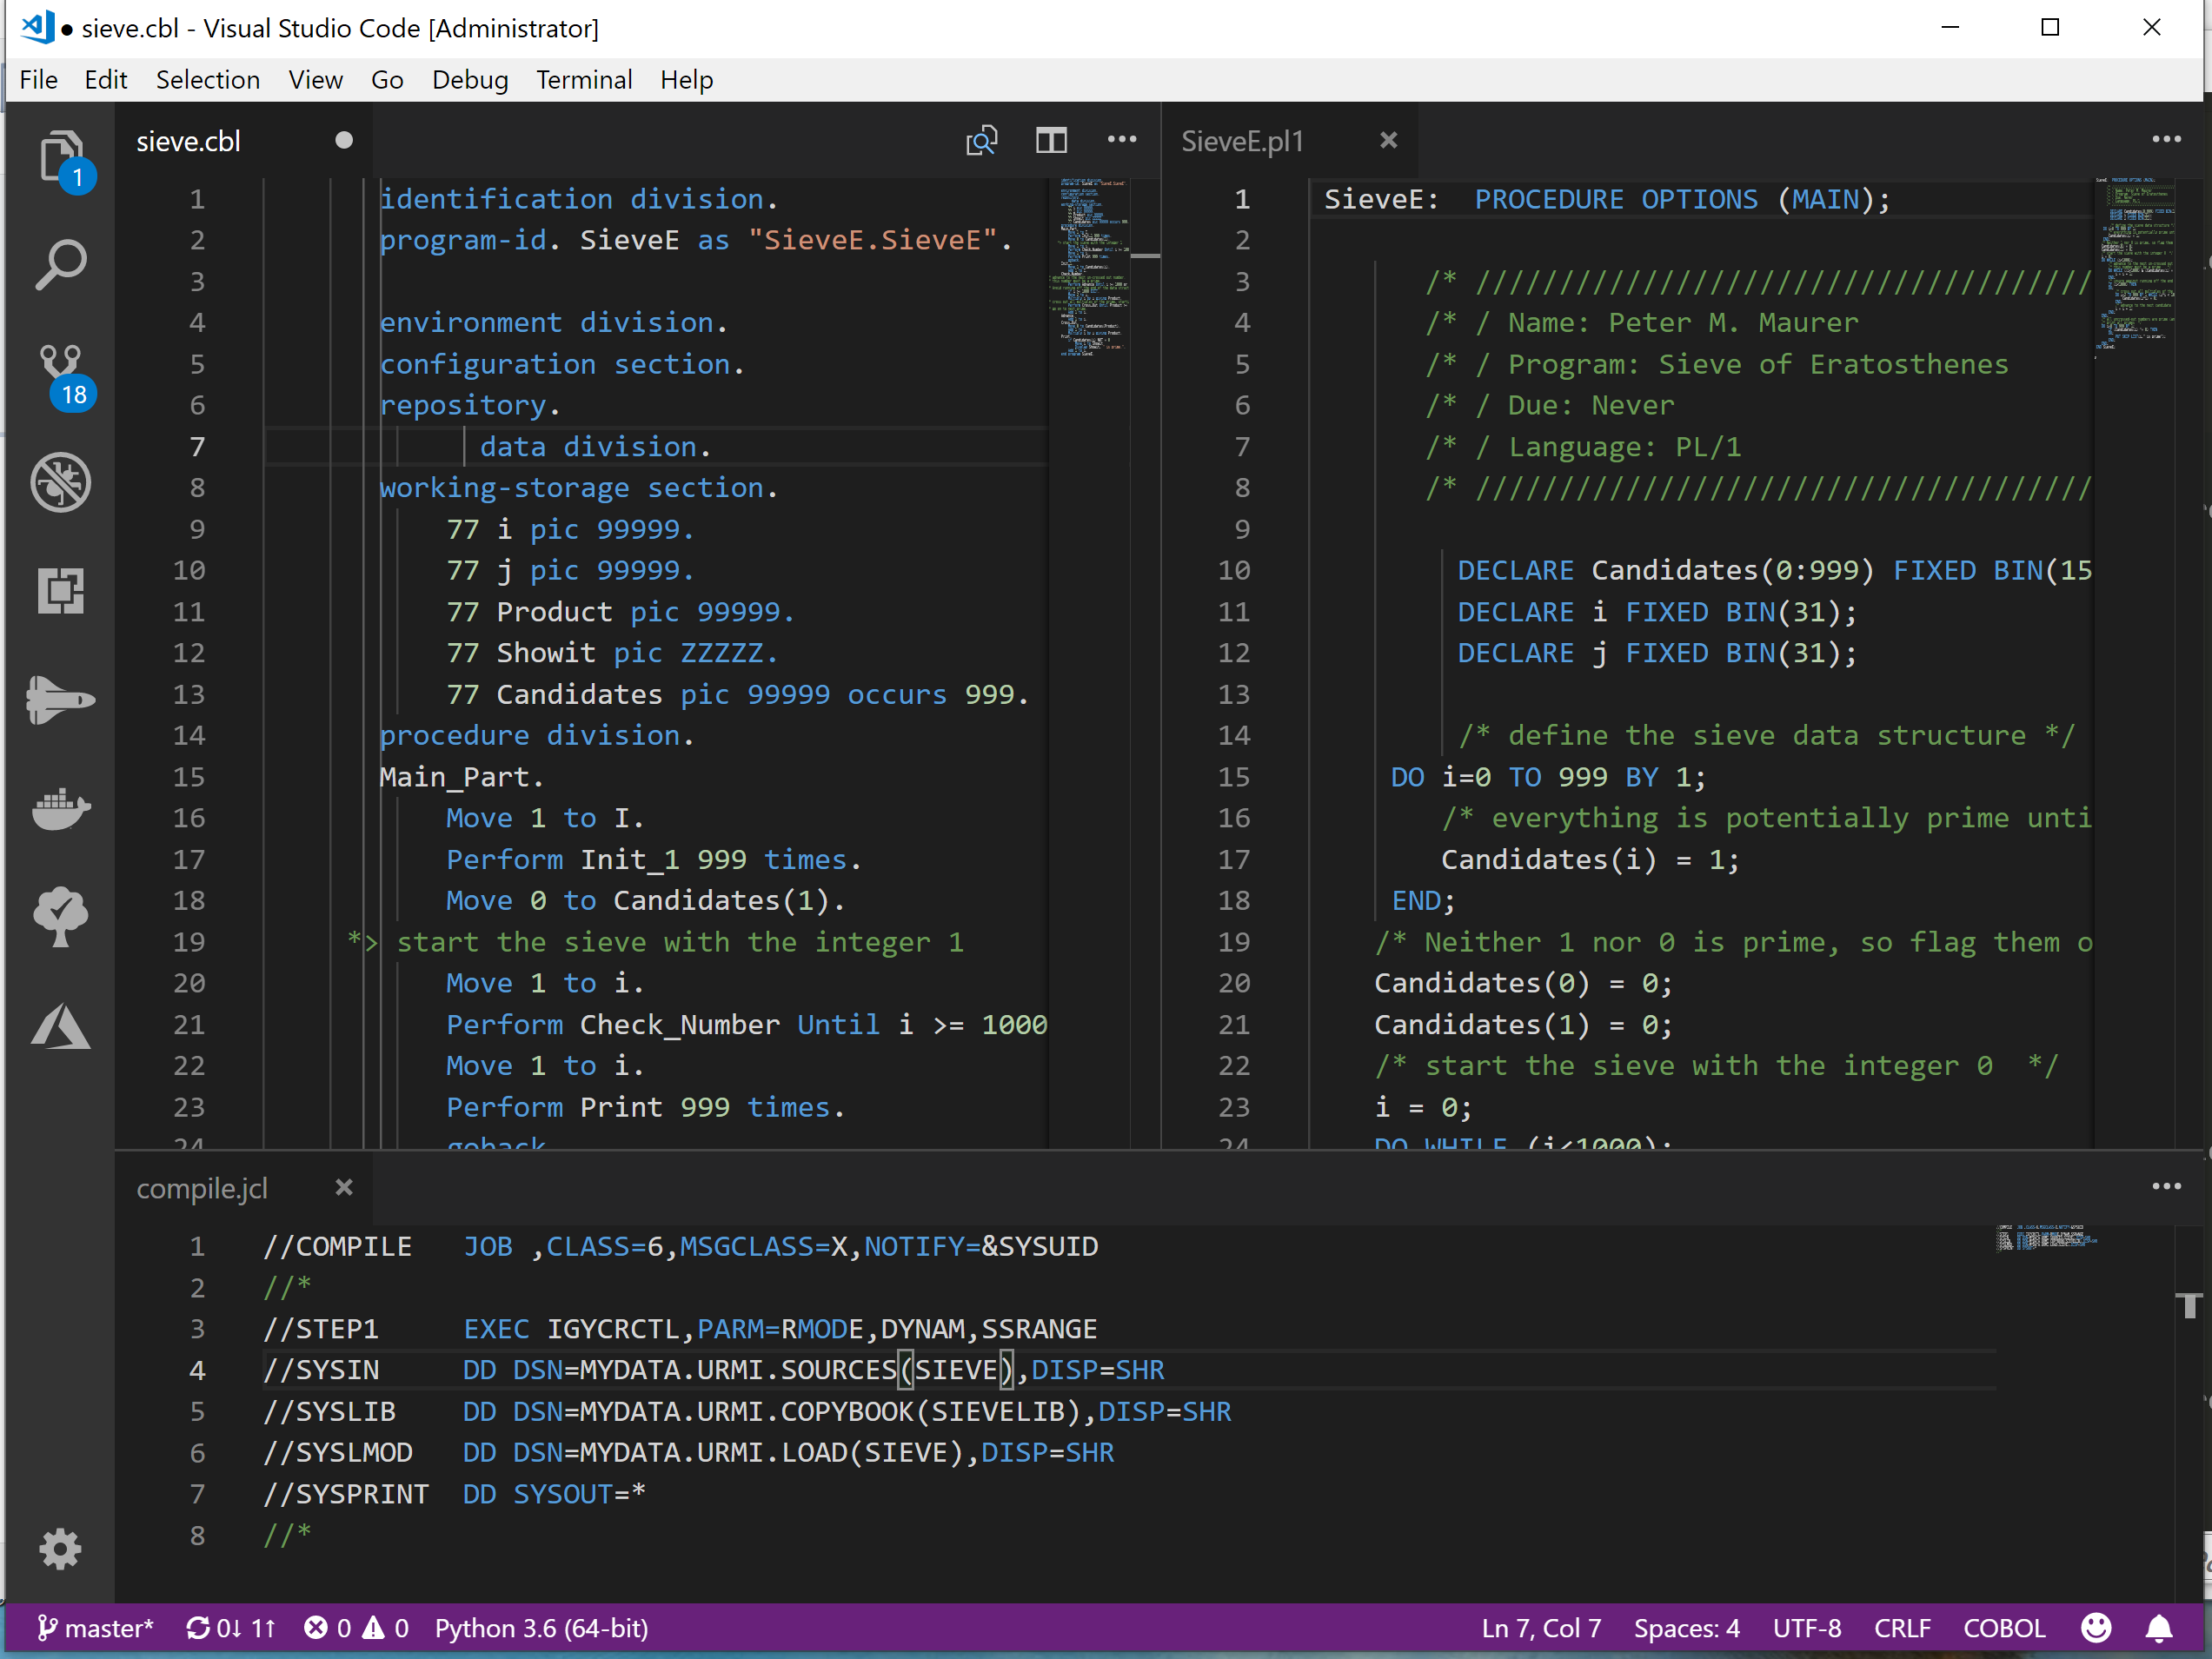 sieve.cbl - Visual Studio Code [Administrator]
File Edit Selection View Go Debug Terminal Help
sieve.cbl
1 identification division.
2 program-id. SieveE as "SieveE.SieveE".
3
4 environment division.
5 configuration section.
6 repository.
7 data division.
8 working-storage section.
9 77 i pic 99999.
10 77 j pic 99999.
11 77 Product pic 99999.
12 77 Showit pic ZZZZZ.
13 77 Candidates pic 99999 occurs 999.
14 procedure division.
15 Main_Part.
16 Move 1 to I.
17 Perform Init_1 999 times.
18 Move 0 to Candidates(1).
19 *> start the sieve with the integer 1
20 Move 1 to i.
21 Perform Check_Number Until i >= 1000
22 Move 1 to i.
23 Perform Print 999 times.
24 goback
SieveE.pl1
1 SieveE: PROCEDURE OPTIONS (MAIN);
2
3 /* /////////////////////////////////////
4 /* / Name: Peter M. Maurer
5 /* / Program: Sieve of Eratosthenes
6 /* / Due: Never
7 /* / Language: PL/1
8 /* /////////////////////////////////////
9
10 DECLARE Candidates(0:999) FIXED BIN(15
11 DECLARE i FIXED BIN(31);
12 DECLARE j FIXED BIN(31);
13
14 /* define the sieve data structure */
15 DO i=0 TO 999 BY 1;
16 /* everything is potentially prime unti
17 Candidates(i) = 1;
18 END;
19 /* Neither 1 nor 0 is prime, so flag them o
20 Candidates(0) = 0;
21 Candidates(1) = 0;
22 /* start the sieve with the integer 0 */
23 i = 0;
24 DO WHILE (i<1000);
compile.jcl
1 //COMPILE JOB ,CLASS=6,MSGCLASS=X,NOTIFY=&SYSUID
2 //*
3 //STEP1 EXEC IGYCRCTL,PARM=RMODE,DYNAM,SSRANGE
4 //SYSIN DD DSN=MYDATA.URMI.SOURCES(SIEVE),DISP=SHR
5 //SYSLIB DD DSN=MYDATA.URMI.COPYBOOK(SIEVELIB),DISP=SHR
6 //SYSLMOD DD DSN=MYDATA.URMI.LOAD(SIEVE),DISP=SHR
7 //SYSPRINT DD SYSOUT=*
8 //*
1
18
master* 0↓ 1↑ 0 0 Python 3.6 (64-bit) Ln 7, Col 7 Spaces: 4 UTF-8 CRLF COBOL